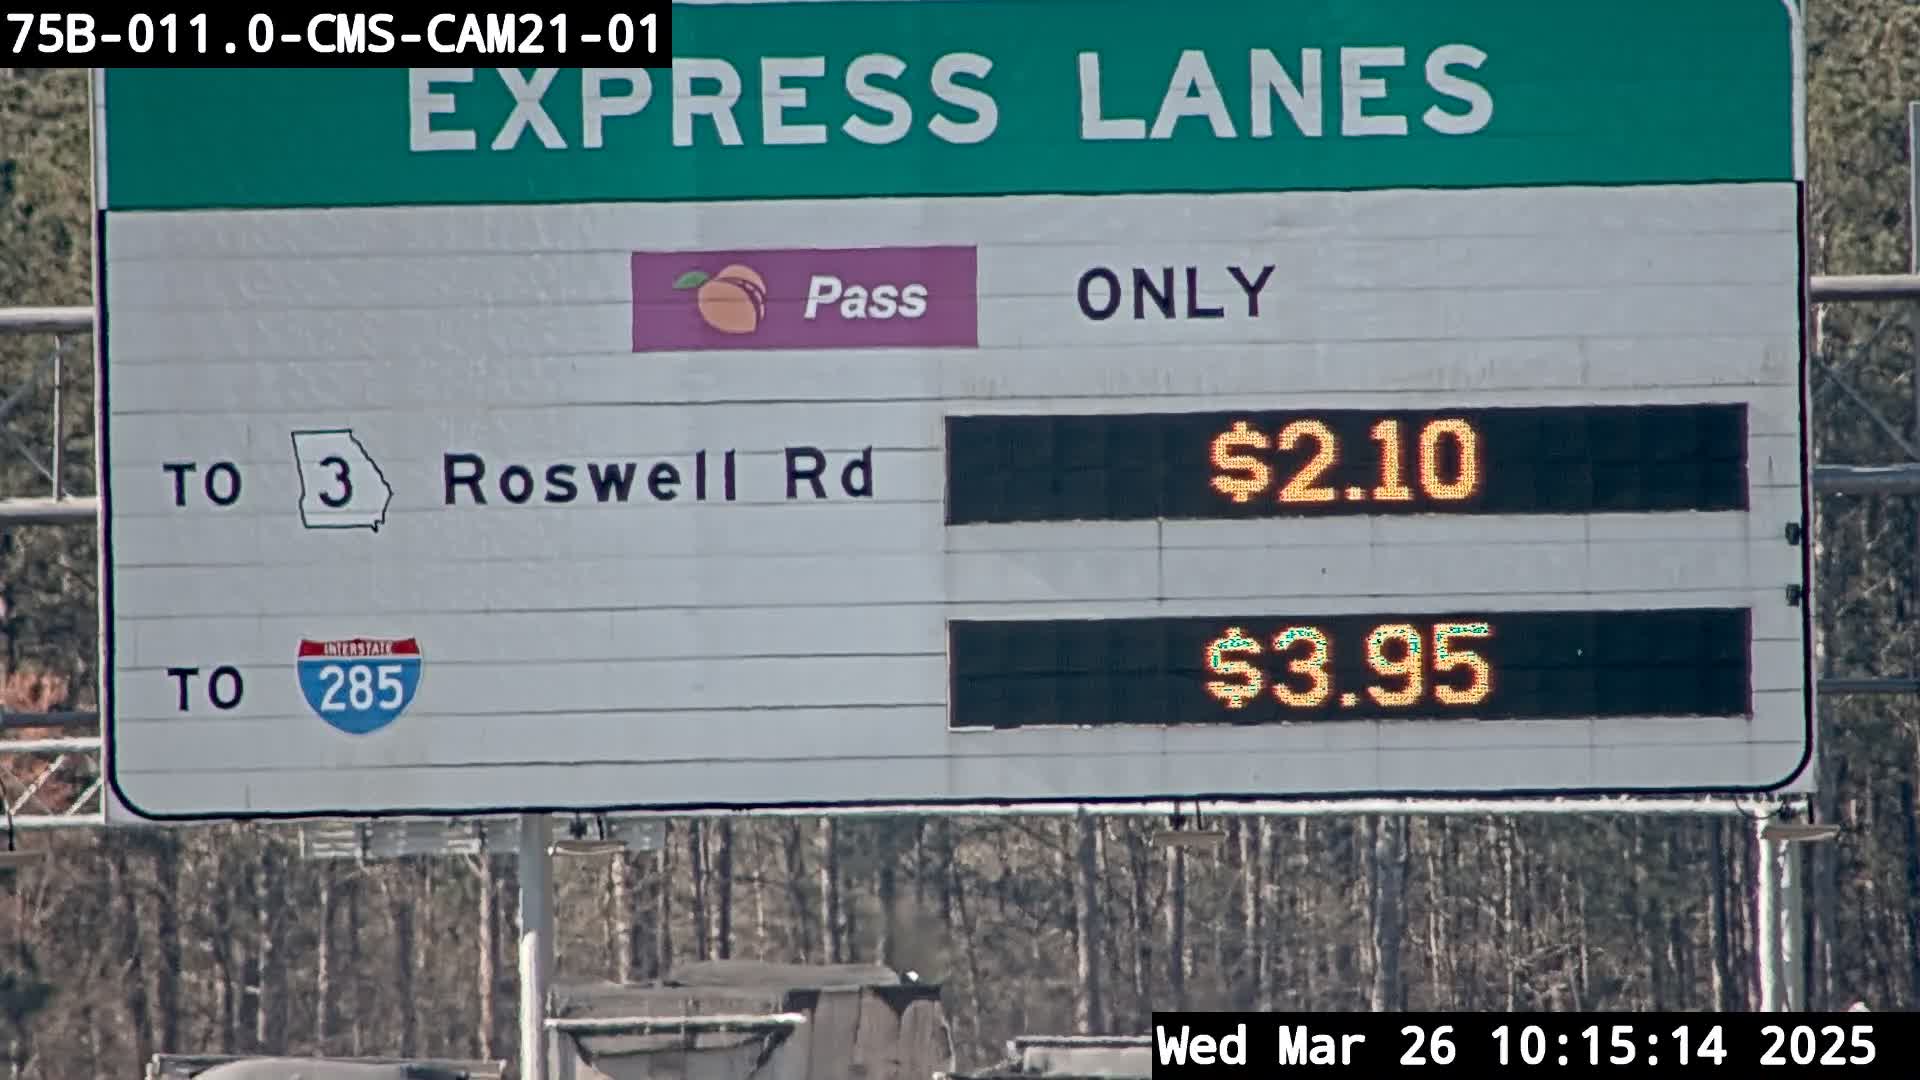 75B-011.0-CMS-CAM21-01
EXPRESS LANES
Pass ONLY
TO 3 Roswell Rd $2.10
INTERSTATE
TO 285 $3.95
Wed Mar 26 10:15:14 2025